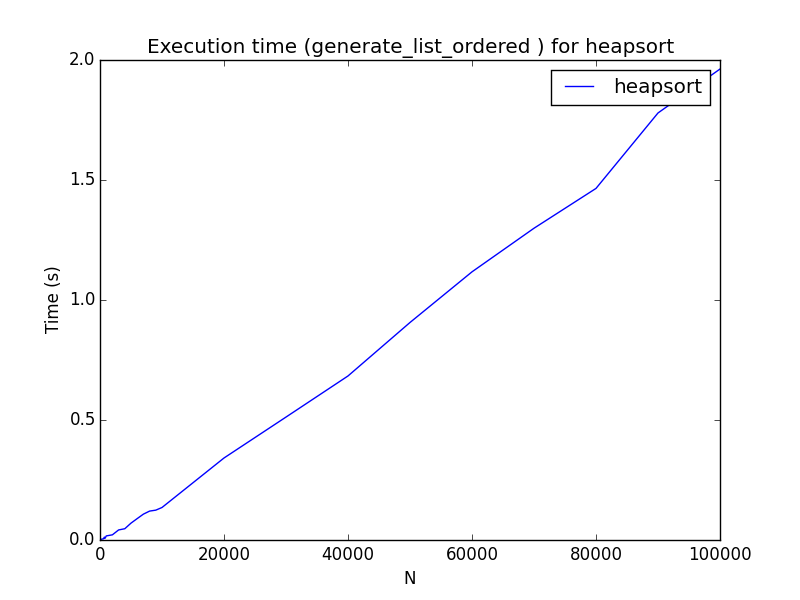 Execution time (generate_list_ordered ) for heapsort
heapsort
2.0
1.5
1.0
0.5
0.0
Time (s)
0 20000 40000 60000 80000 100000
N